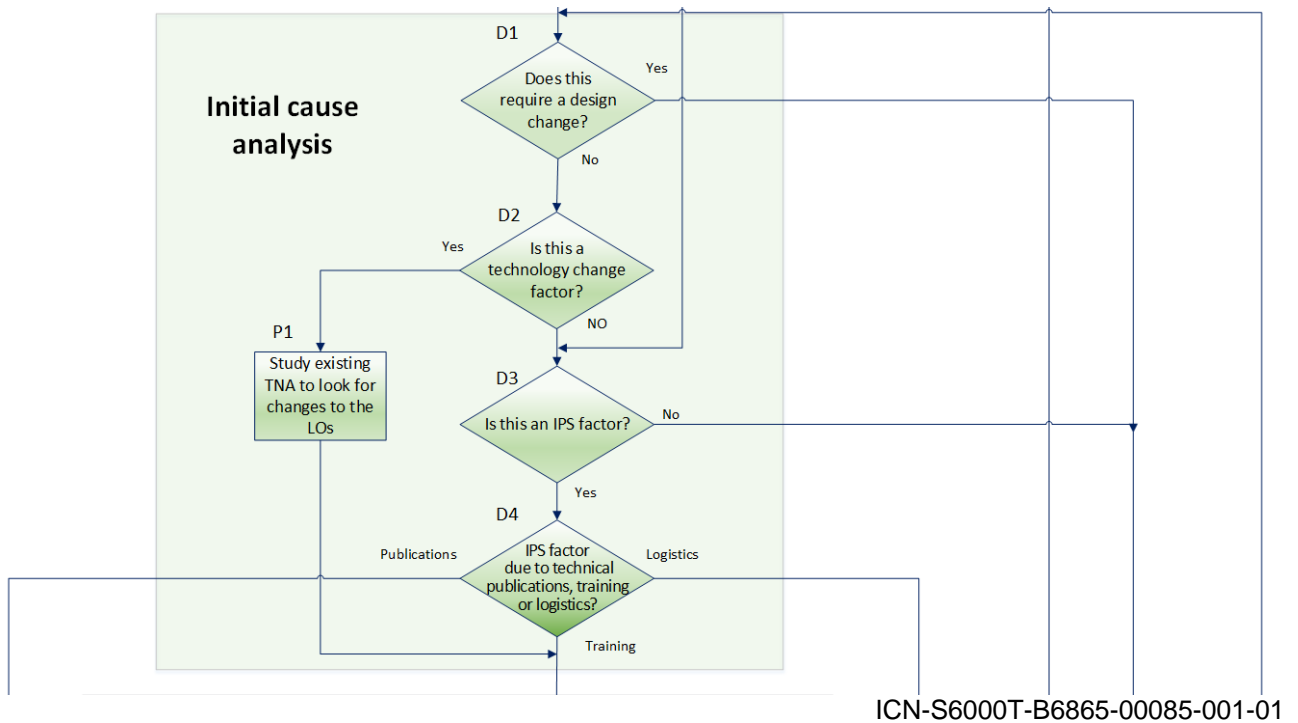 D1
Does this
require a design
change?
Yes
No
Initial cause
analysis
D2
Is this a
technology change
factor?
Yes
NO
P1
Study existing
TNA to look for
changes to the
LOs
D3
Is this an IPS factor?
No
Yes
D4
IPS factor
due to technical
publications, training
or logistics?
Publications
Logistics
Training
ICN-S6000T-B6865-00085-001-01